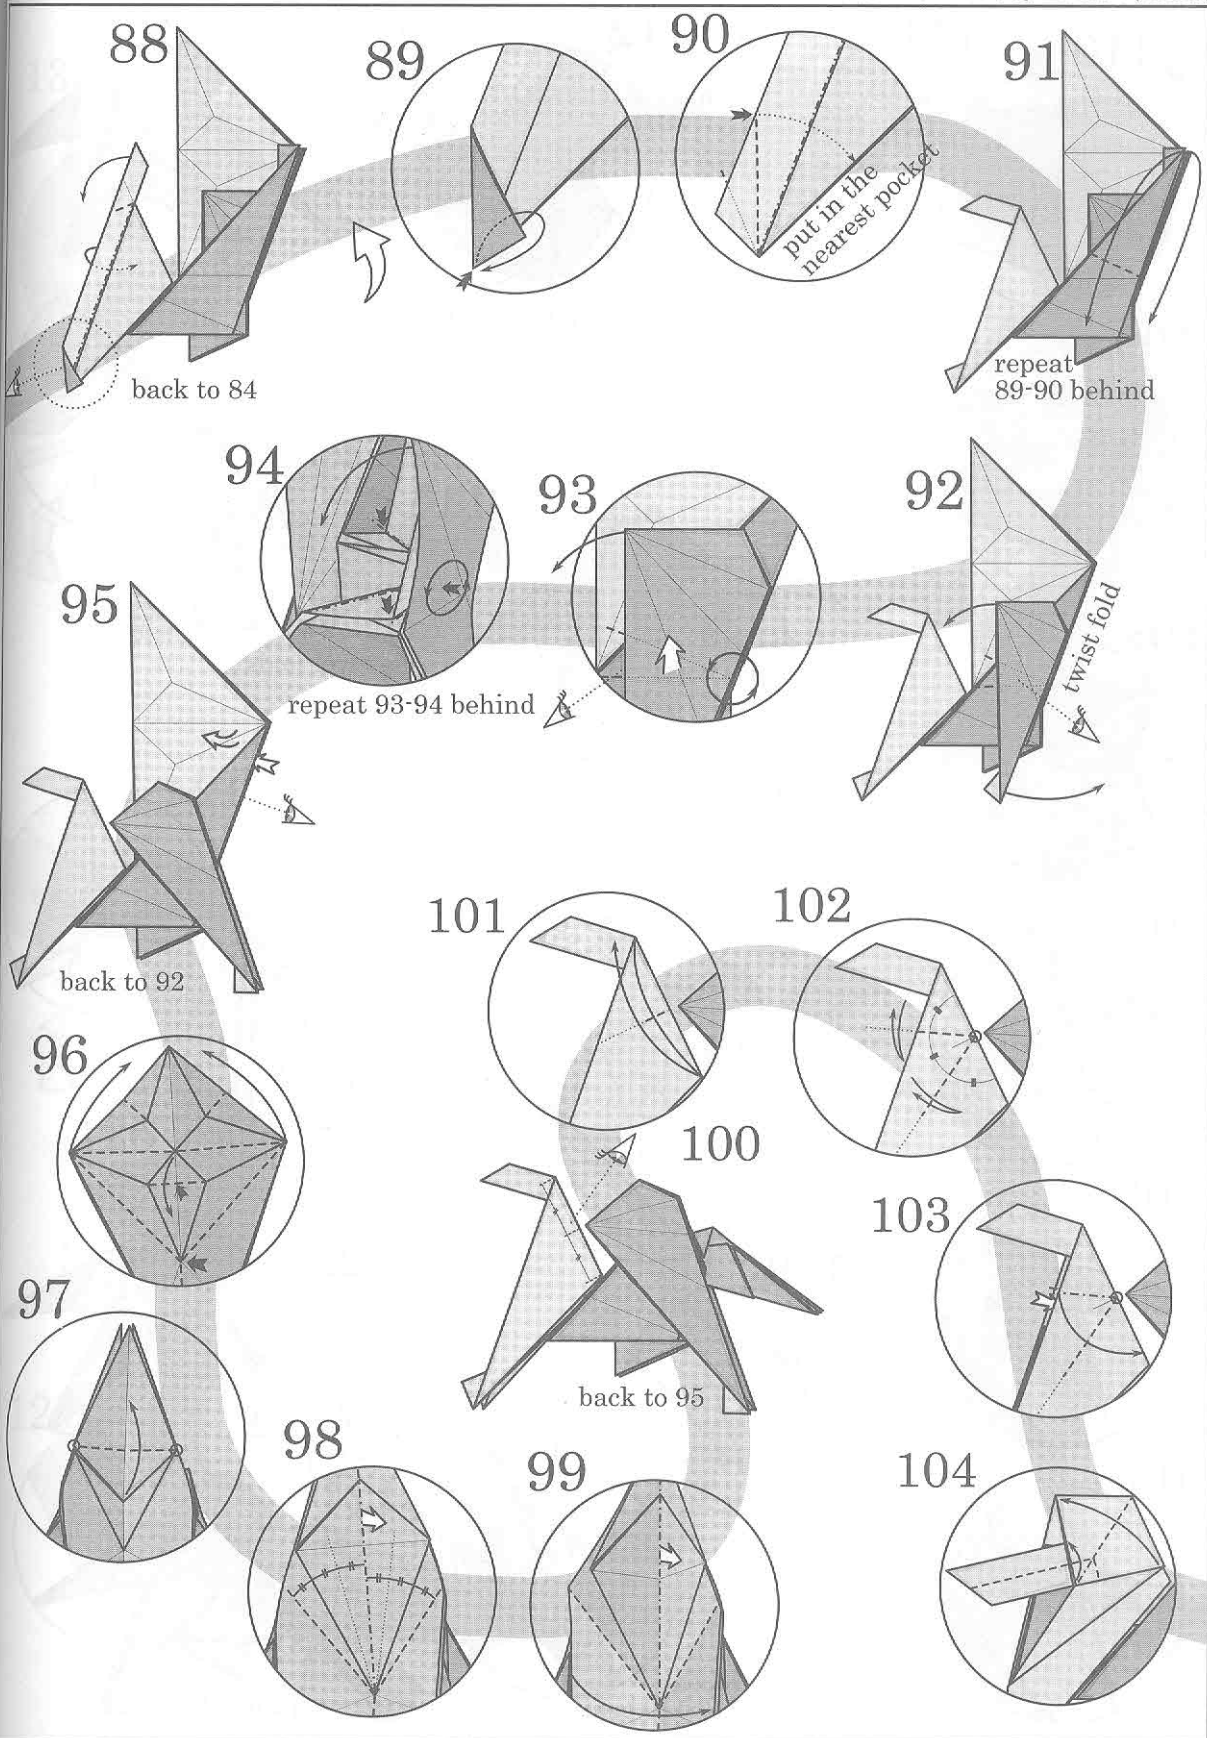 88
89
90
91
put in the
nearest pocket
back to 84
repeat
89-90 behind
92
twist fold
93
94
repeat 93-94 behind
95
back to 92
96
97
98
99
100
back to 95
101
102
103
104